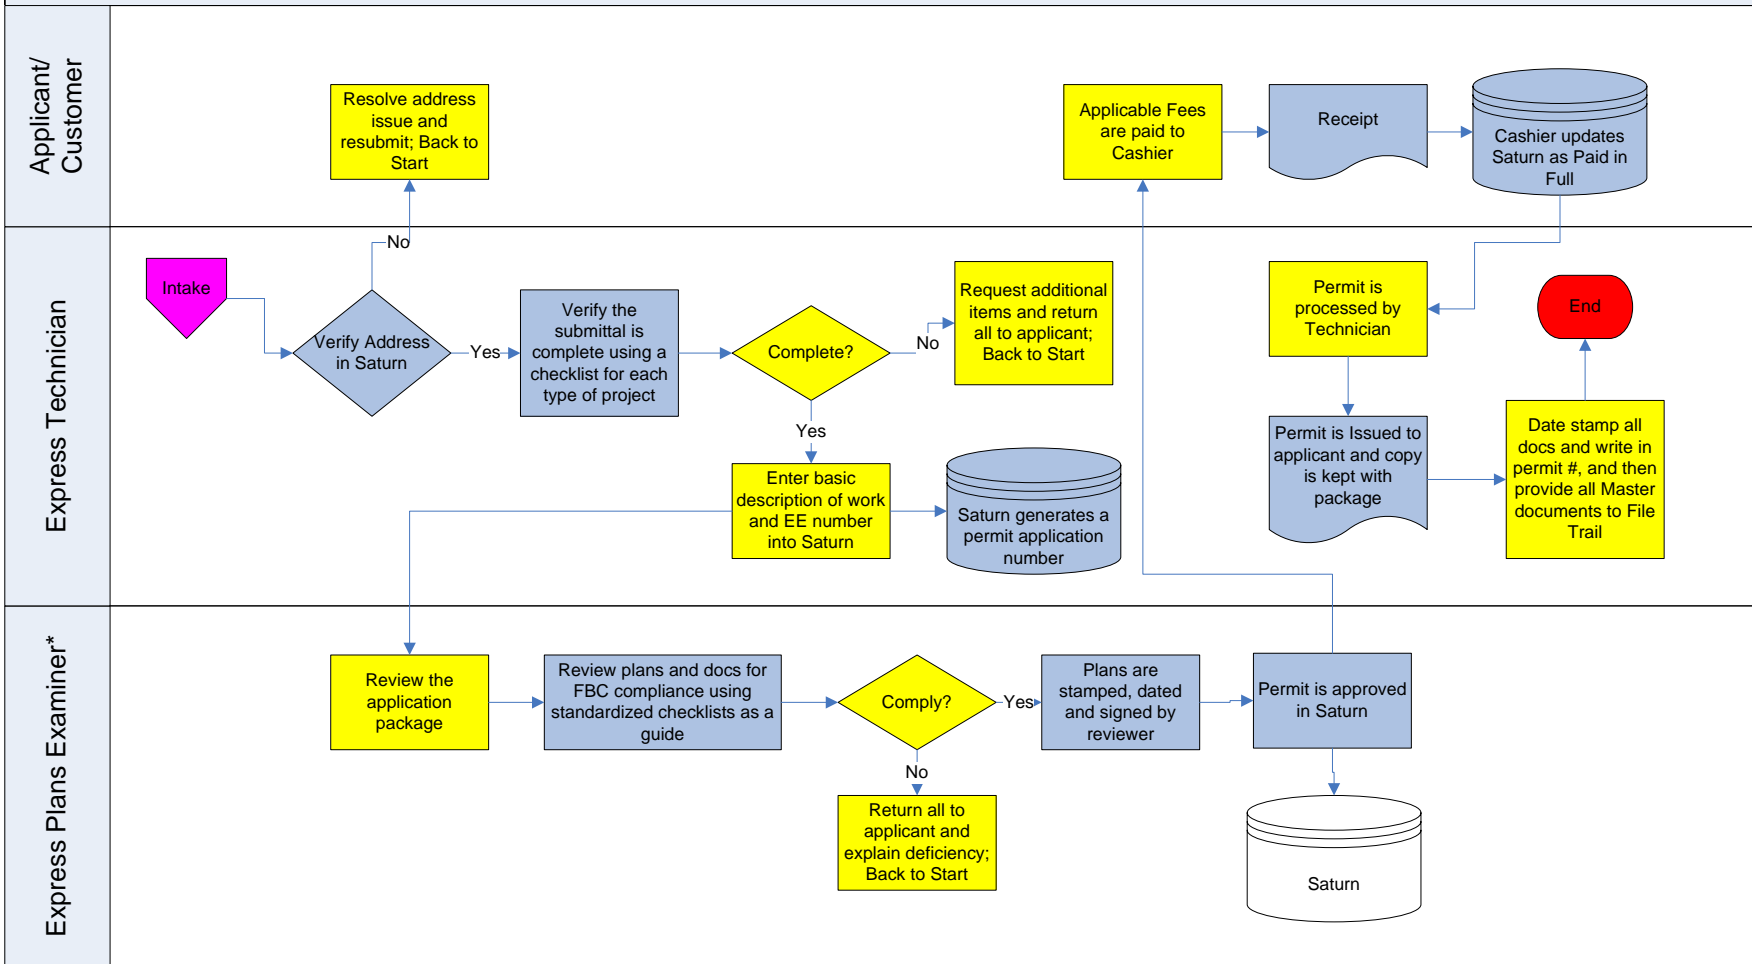 Applicant/
Customer
Resolve address
issue and
resubmit; Back to
Start
Applicable Fees
are paid to
Cashier
Receipt
Cashier updates
Saturn as Paid in
Full
Express Technician
Intake
No
Verify Address
in Saturn
Yes
Verify the
submittal is
complete using a
checklist for each
type of project
Complete?
No
Request additional
items and return
all to applicant;
Back to Start
Yes
Enter basic
description of work
and EE number
into Saturn
Saturn generates a
permit application
number
Permit is
processed by
Technician
Permit is Issued to
applicant and copy
is kept with
package
Date stamp all
docs and write in
permit #, and then
provide all Master
documents to File
Trail
End
Express Plans Examiner*
Review the
application
package
Review plans and docs for
FBC compliance using
standardized checklists as a
guide
Comply?
Yes
No
Return all to
applicant and
explain deficiency;
Back to Start
Plans are
stamped, dated
and signed by
reviewer
Permit is approved
in Saturn
Saturn